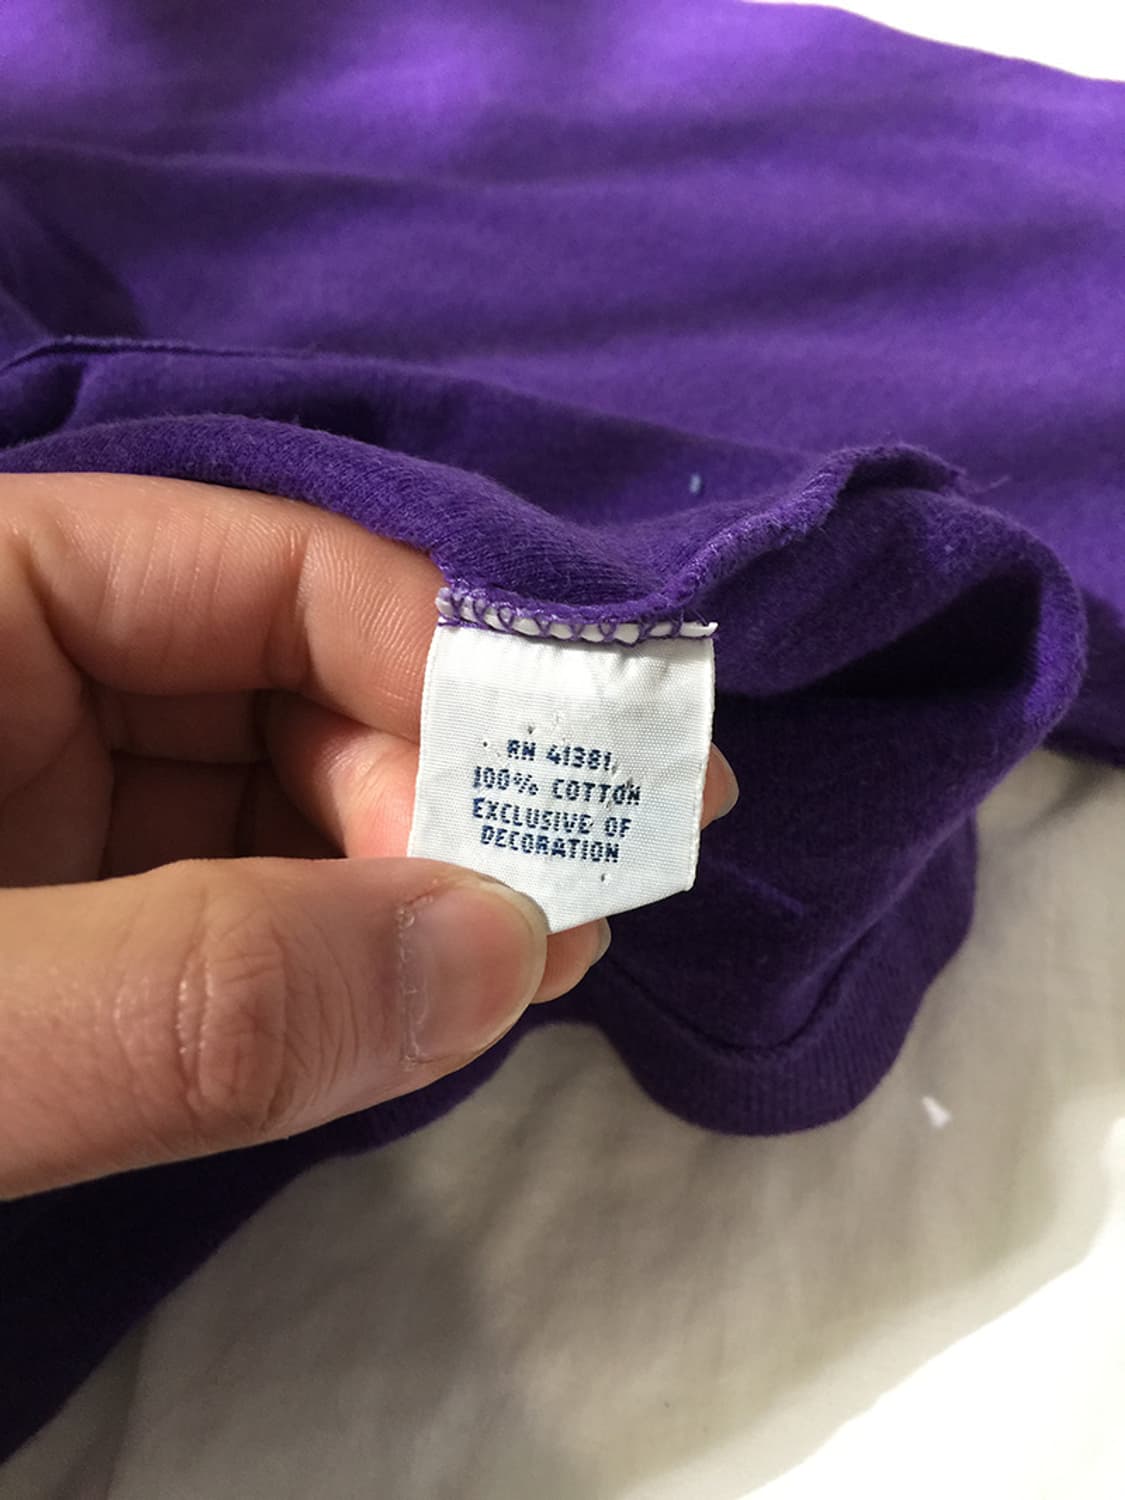 RN 41381
100% COTTON
EXCLUSIVE OF
DECORATION